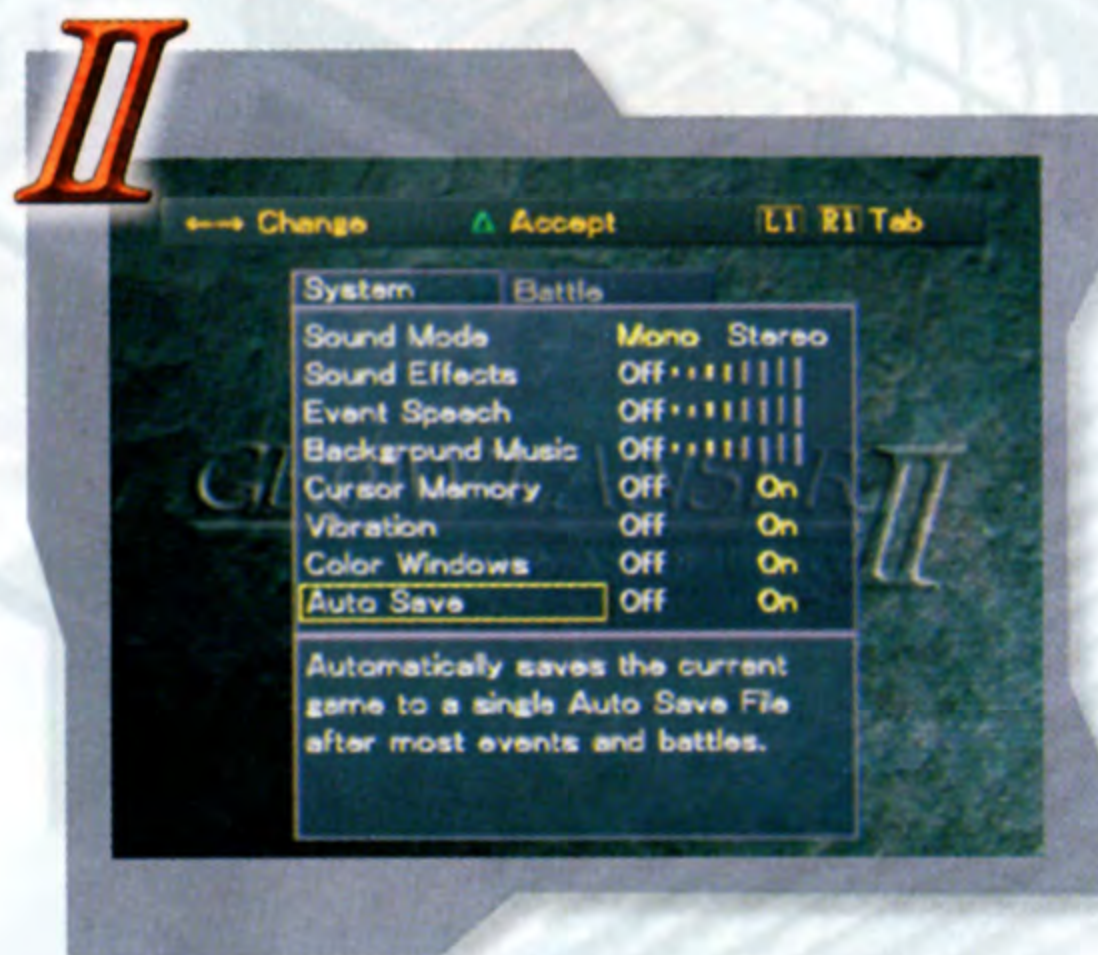 II
←→ Change △ Accept L1 R1 Tab
System Battle
Sound Mode Mono Stereo
Sound Effects Off
Event Speech Off
Background Music Off
Cursor Memory Off On
Vibration Off On
Color Windows Off On
Auto Save Off On
Automatically saves the current
game to a single Auto Save File
after most events and battles.
II